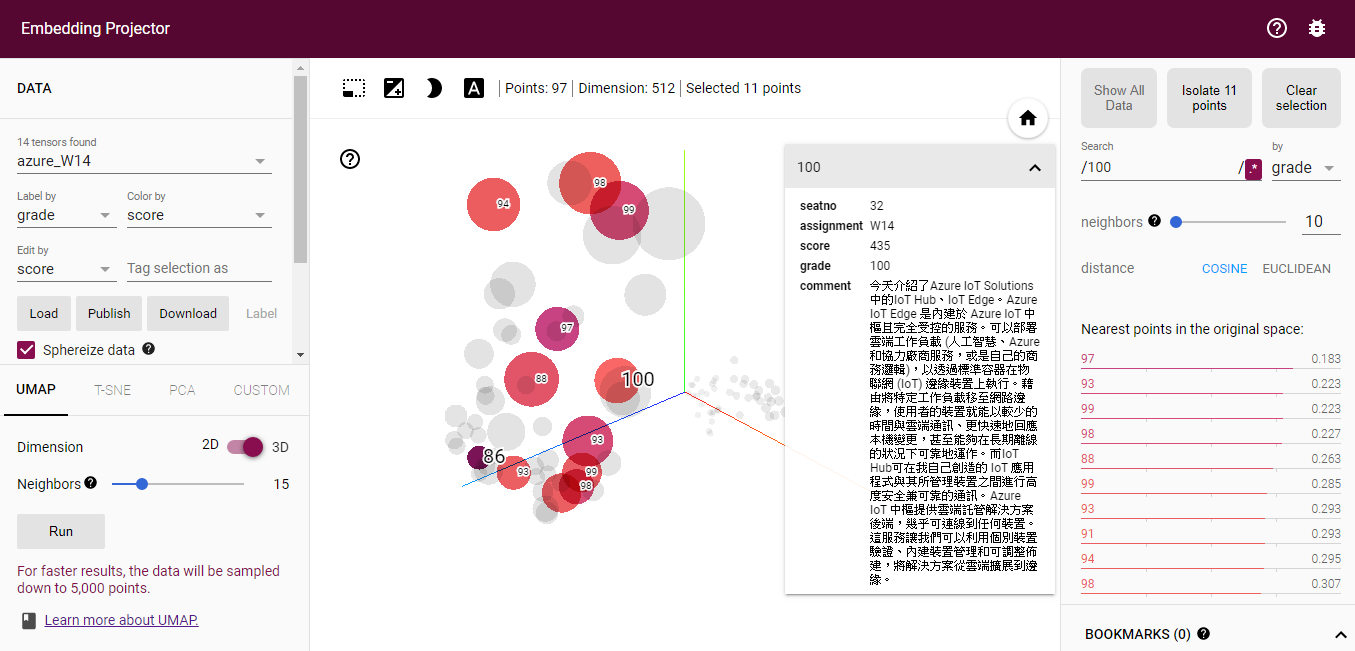 Embedding Projector
DATA
14 tensors found
azure_W14
Label by
Color by
grade
score
Edit by
score
Tag selection as
Load
Publish
Download
Label
Sphereize data
UMAP
T-SNE
PCA
CUSTOM
Dimension
2D
3D
Neighbors
15
Run
For faster results, the data will be sampled
down to 5,000 points.
Learn more about UMAP.
A
Points: 97
Dimension: 512
Selected 11 points
98
94
99
97
88
100
93
86
93
99
98
100
seatno 32
assignment W14
score 435
grade 100
comment 今天介紹了Azure IoT Solutions
中的IoT Hub、IoT Edge。Azure
IoT Edge 是內建於 Azure IoT 中
樞且完全受控的服務。可以部署
雲端工作負載 (人工智慧、Azure
和協力廠商服務，或是自己的商
務邏輯)，以透過標準容器在物
聯網 (IoT) 邊緣裝置上執行。藉
由將特定工作負載移至網路邊
緣，使用者的裝置就能以較少的
時間與雲端通訊、更快速地回應
本機變更，甚至能夠在長期離線
的狀況下可靠地運作。而IoT
Hub可在我自己創造的 IoT 應用
程式與其所管理裝置之間進行高
度安全兼可靠的通訊。Azure
IoT 中樞提供雲端託管解決方案
後端，幾乎可連線到任何裝置。
這服務讓我們可以利用個別裝置
驗證、內建裝置管理和可調整佈
建，將解決方案從雲端擴展到邊
緣。
Show All
Data
Isolate 11
points
Clear
selection
Search
by
/100
/
.*
grade
neighbors
10
distance
COSINE
EUCLIDEAN
Nearest points in the original space:
97 0.183
93 0.223
99 0.223
98 0.227
88 0.263
99 0.285
93 0.293
91 0.293
94 0.295
98 0.307
BOOKMARKS (0)